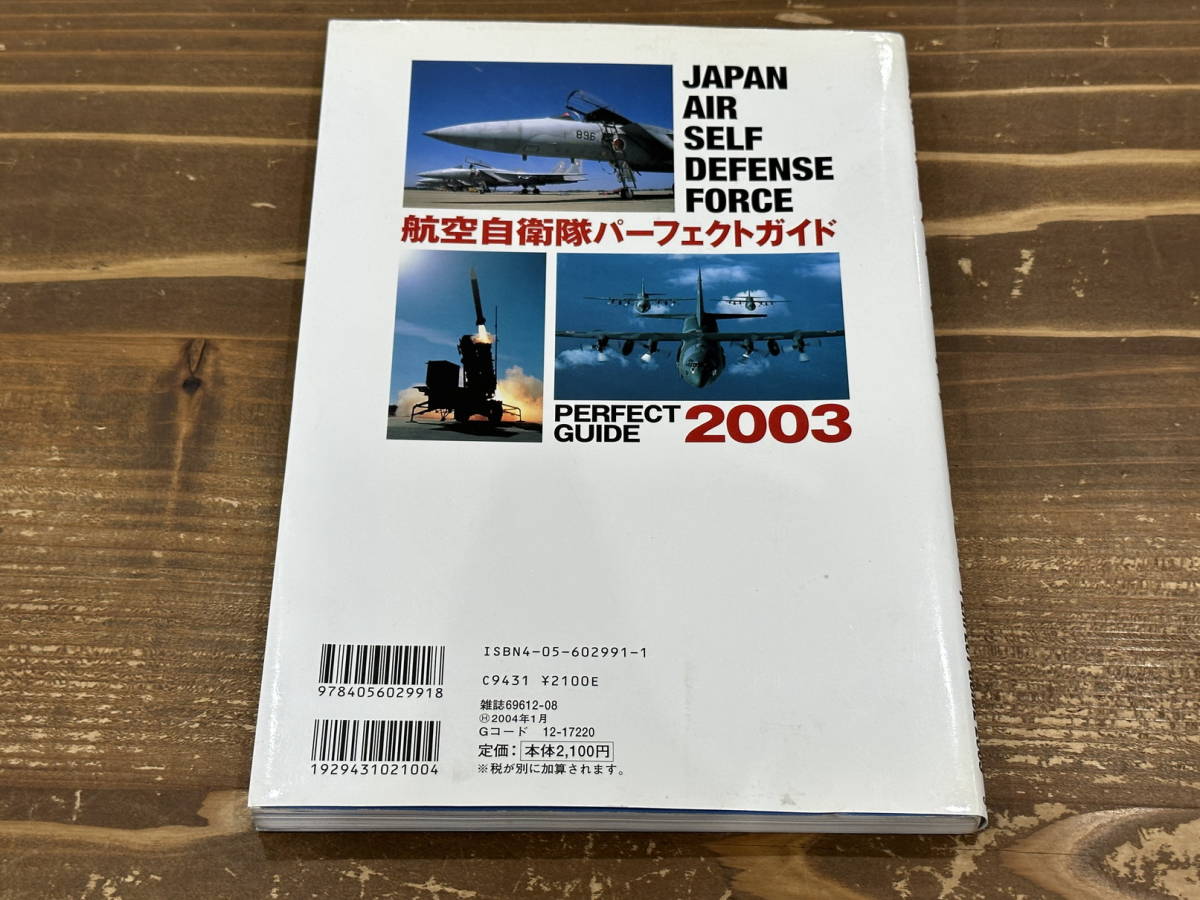 896
JAPAN
AIR
SELF
DEFENSE
FORCE
航空自衛隊パーフェクトガイド
PERFECT
GUIDE
2003
9784056029918
1929431021004
ISBN4-05-602991-1
C9431 ¥2100E
雑誌69612-08
Ⓗ2004年1月
Gコード 12-17220
定価：本体2,100円
※税が別に加算されます。